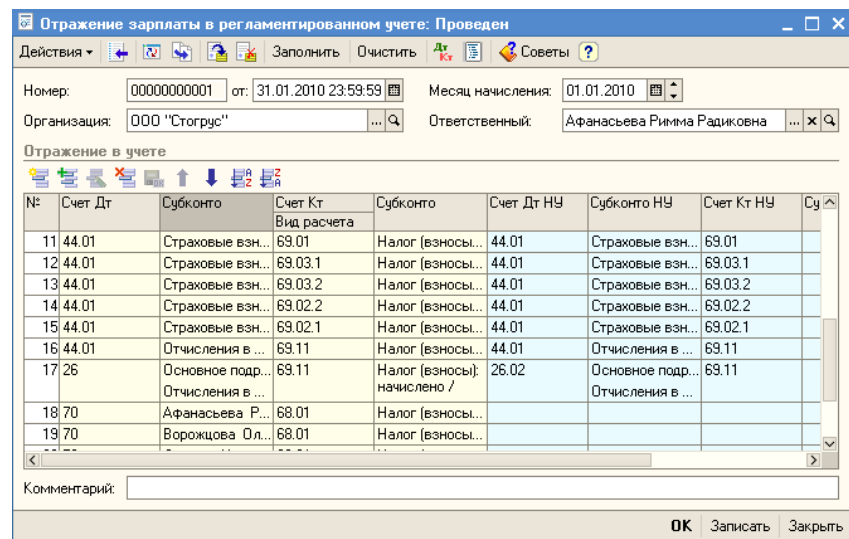 Отражение зарплаты в регламентированном учете: Проведен
Действия Заполнить Очистить Дт Кт Советы ?
Номер: 00000000001 от: 31.01.2010 23:59:59 Месяц начисления: 01.01.2010
Организация: ООО "Стогрус" ... Ответственный: Афанасьева Римма Радиковна ... x
Отражение в учете
№ Счет Дт Субконто Счет Кт Субконто Счет Дт НУ Субконто НУ Счет Кт НУ Су
Вид расчета
11 44.01 Страховые взн... 69.01 Налог (взносы... 44.01 Страховые взн... 69.01
12 44.01 Страховые взн... 69.03.1 Налог (взносы... 44.01 Страховые взн... 69.03.1
13 44.01 Страховые взн... 69.03.2 Налог (взносы... 44.01 Страховые взн... 69.03.2
14 44.01 Страховые взн... 69.02.2 Налог (взносы... 44.01 Страховые взн... 69.02.2
15 44.01 Страховые взн... 69.02.1 Налог (взносы... 44.01 Страховые взн... 69.02.1
16 44.01 Отчисления в ... 69.11 Налог (взносы... 44.01 Отчисления в ... 69.11
17 26 Основное подр... 69.11 Налог (взносы): 26.02 Основное подр... 69.11
Отчисления в ... начислено / Отчисления в ...
18 70 Афанасьева Р... 68.01 Налог (взносы...
19 70 Ворожцова Ол... 68.01 Налог (взносы...
Комментарий:
OK Записать Закрыть